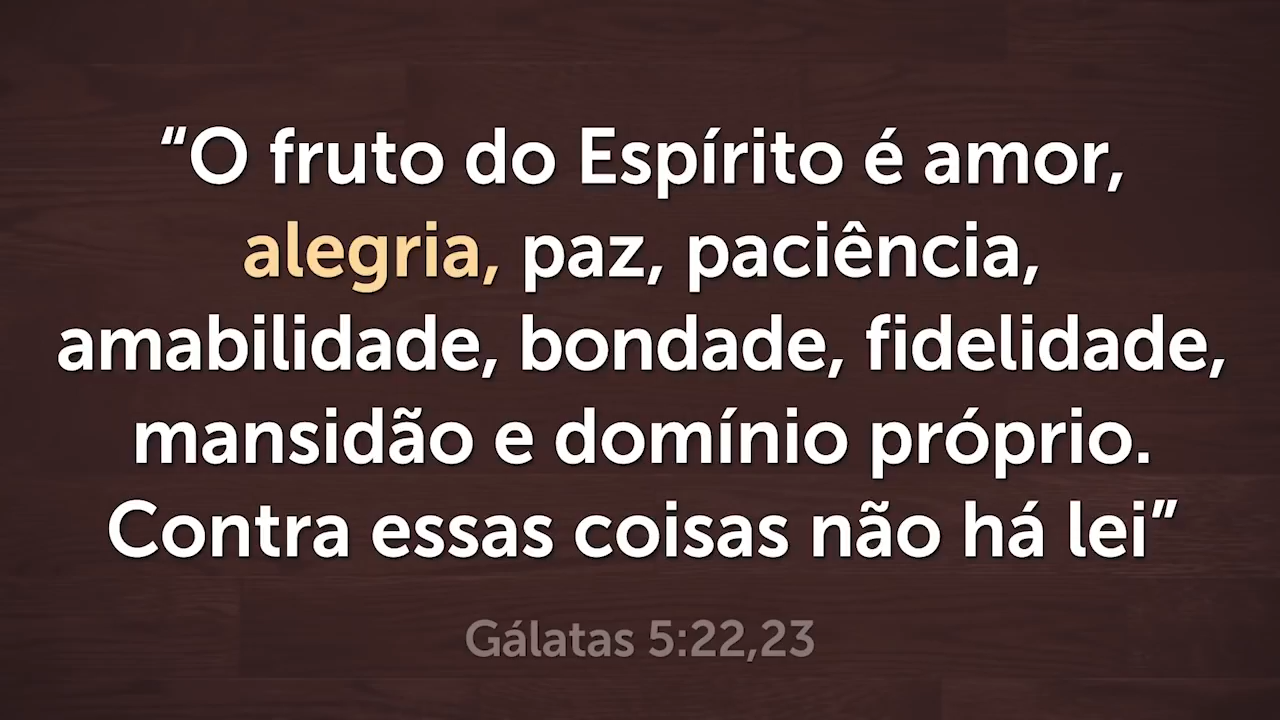 “O fruto do Espírito é amor,
alegria, paz, paciência,
amabilidade, bondade, fidelidade,
mansidão e domínio próprio.
Contra essas coisas não há lei”
Gálatas 5:22,23